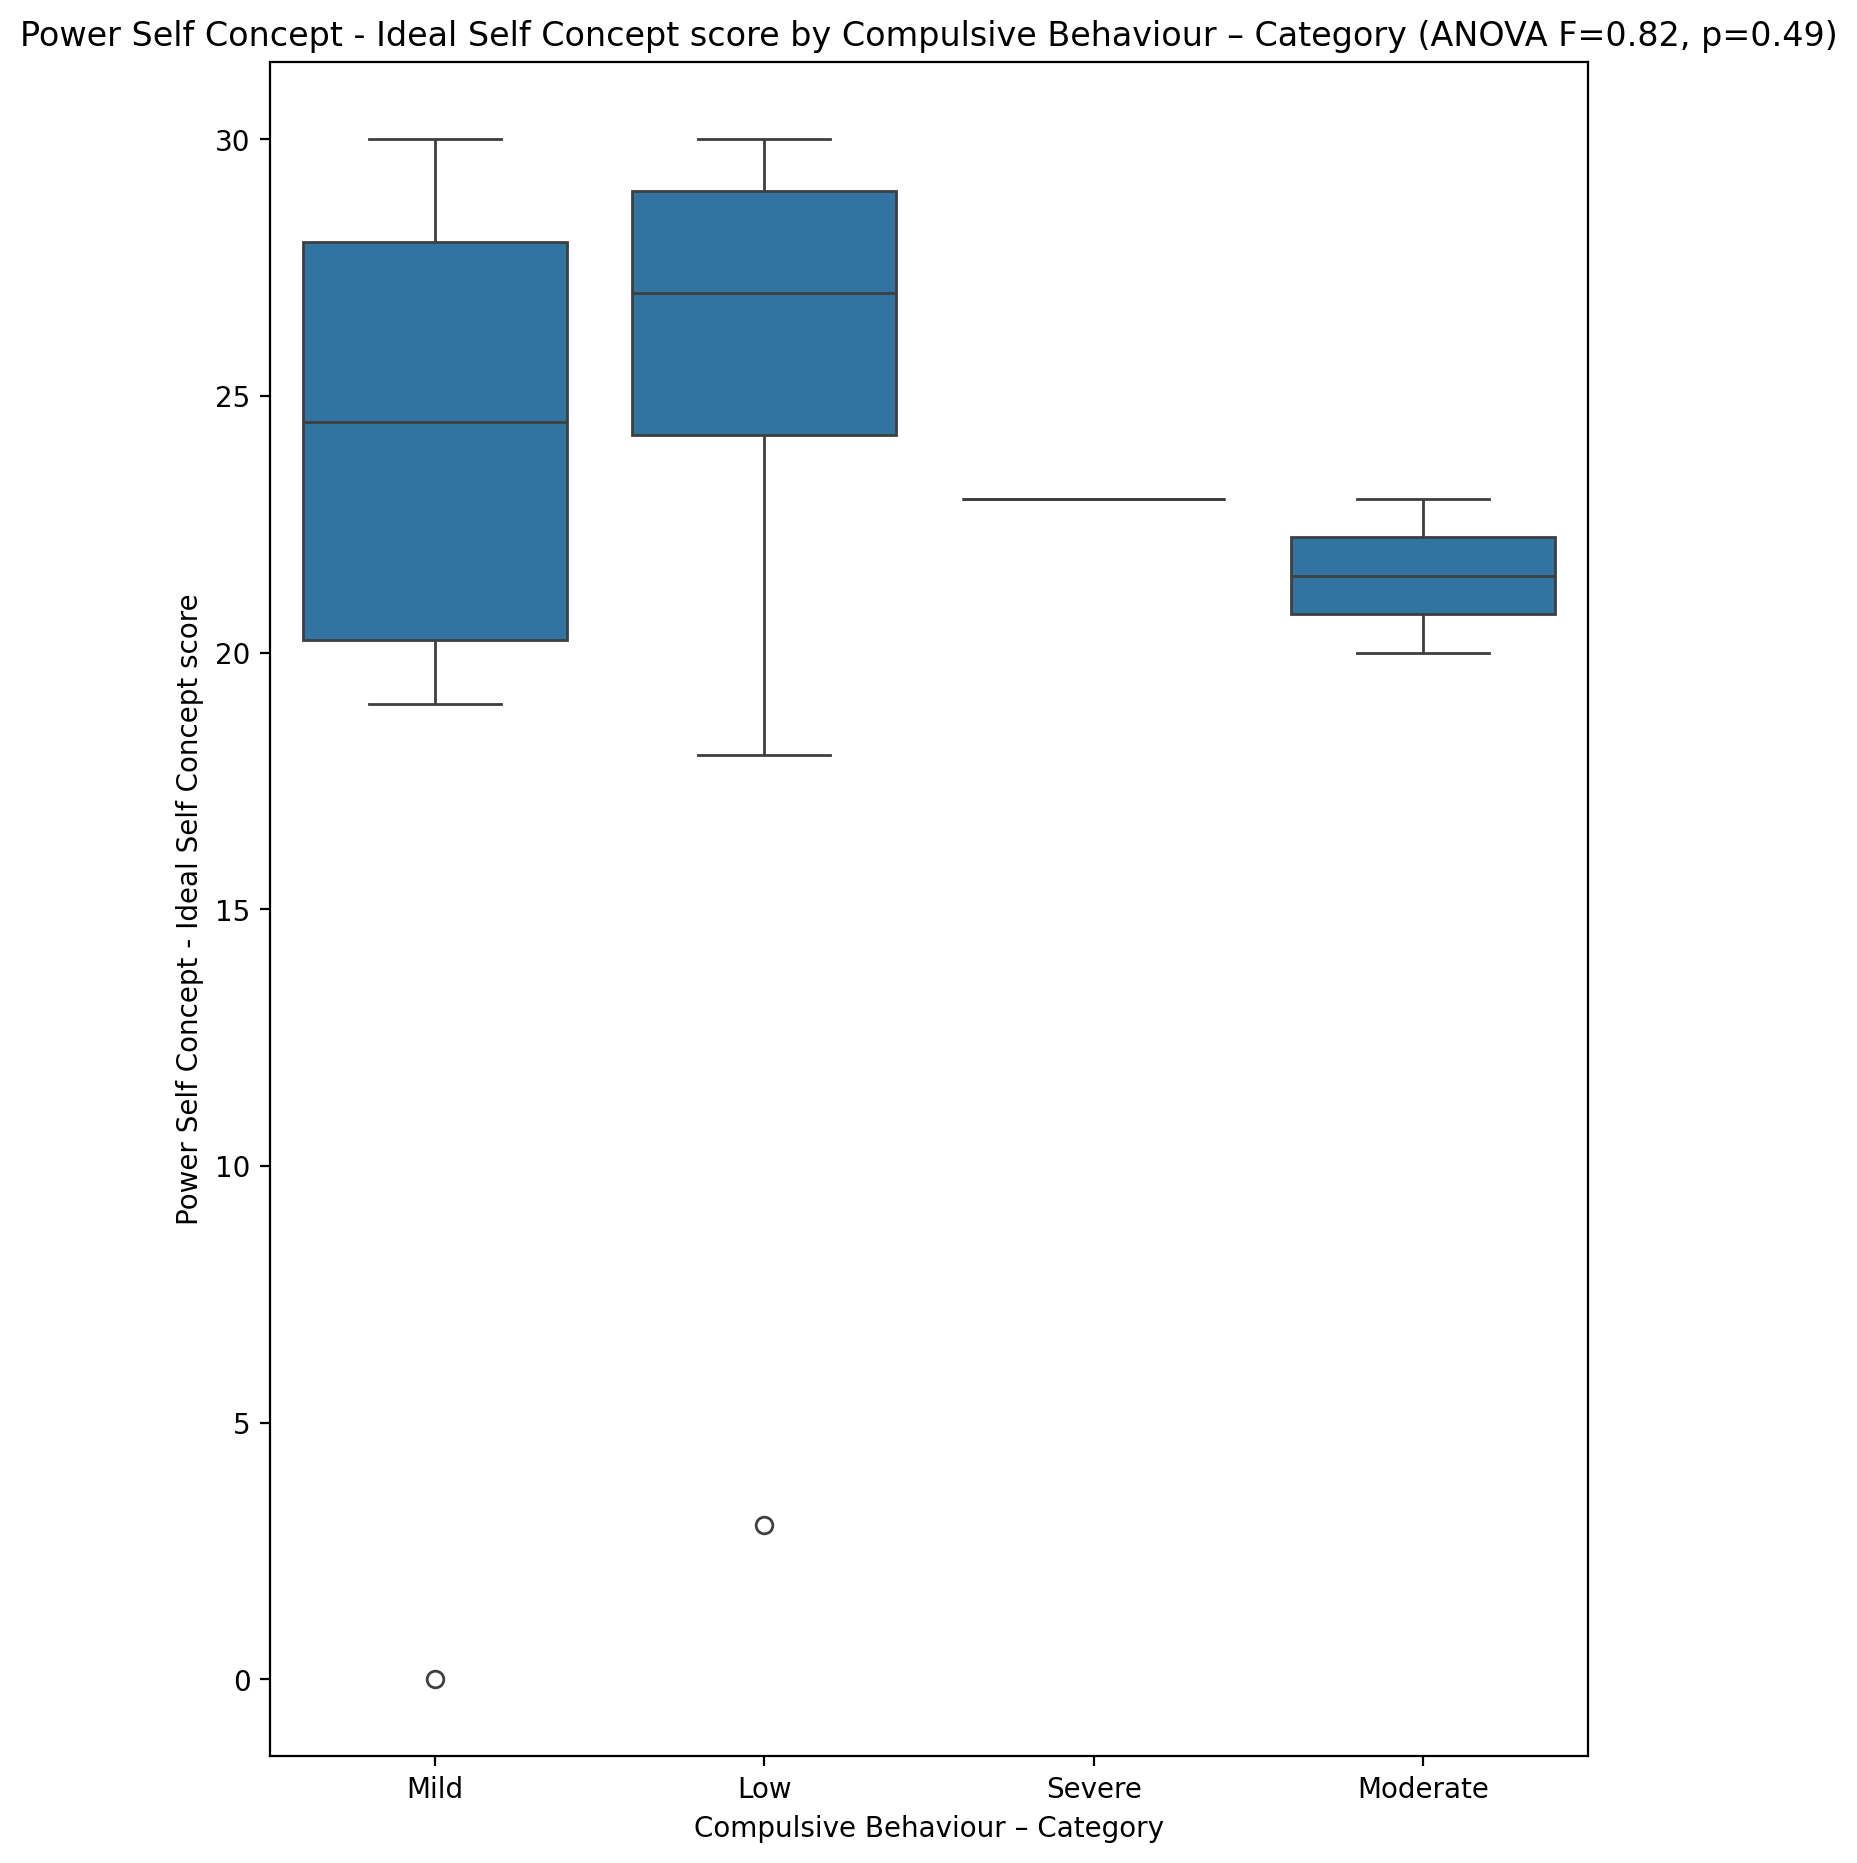 Power Self Concept - Ideal Self Concept score by Compulsive Behaviour – Category (ANOVA F=0.82, p=0.49)
Power Self Concept - Ideal Self Concept score
30
25
20
15
10
5
0
Mild
Low
Severe
Moderate
Compulsive Behaviour – Category